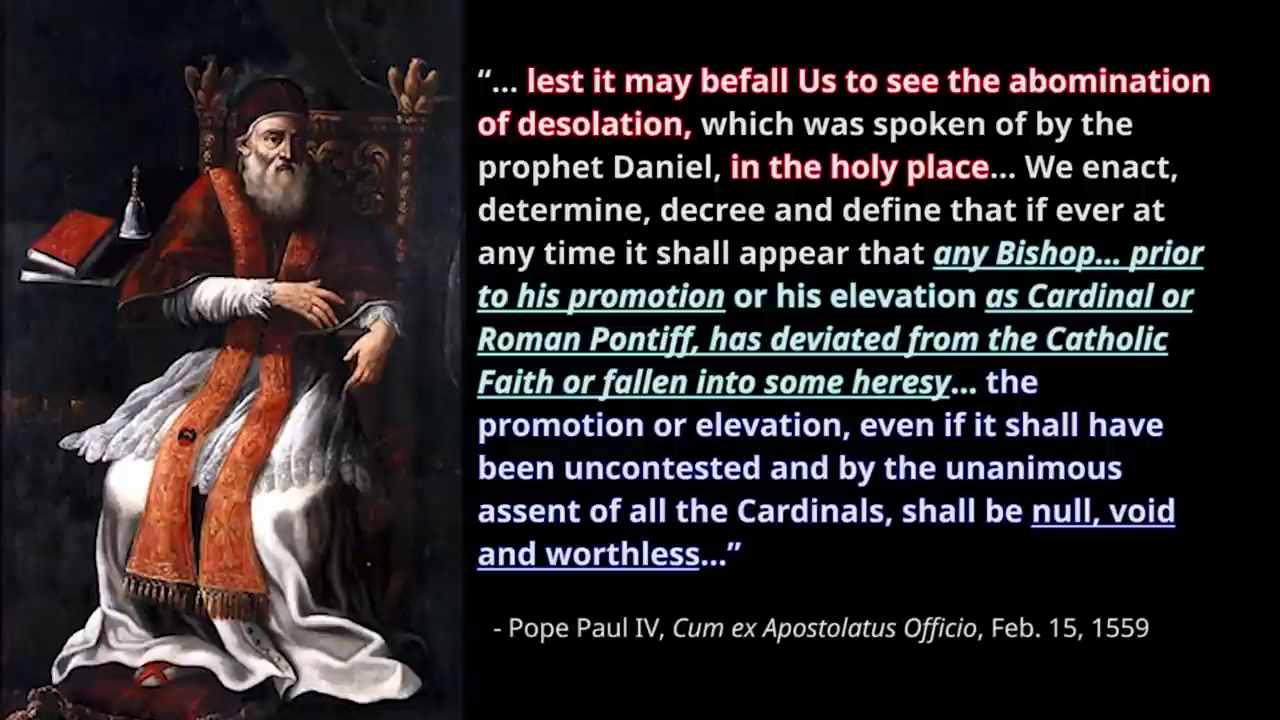 “... lest it may befall Us to see the abomination
of desolation, which was spoken of by the
prophet Daniel, in the holy place... We enact,
determine, decree and define that if ever at
any time it shall appear that any Bishop... prior
to his promotion or his elevation as Cardinal or
Roman Pontiff, has deviated from the Catholic
Faith or fallen into some heresy... the
promotion or elevation, even if it shall have
been uncontested and by the unanimous
assent of all the Cardinals, shall be null, void
and worthless...”
- Pope Paul IV, Cum ex Apostolatus Officio, Feb. 15, 1559